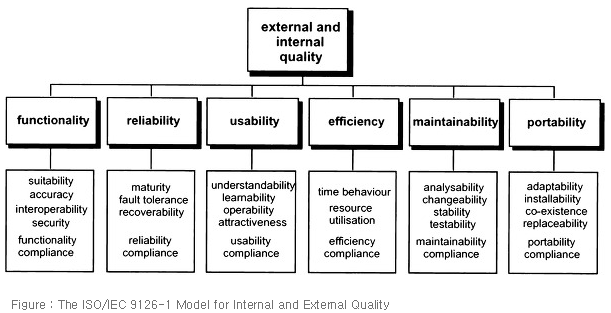 external and
internal
quality
functionality
reliability
usability
efficiency
maintainability
portability
suitability
accuracy
interoperability
security
functionality
compliance
maturity
fault tolerance
recoverability
reliability
compliance
understandability
learnability
operability
attractiveness
usability
compliance
time behaviour
resource
utilisation
efficiency
compliance
analysability
changeability
stability
testability
maintainability
compliance
adaptability
installability
co-existence
replaceability
portability
compliance
Figure : The ISO/IEC 9126-1 Model for Internal and External Quality